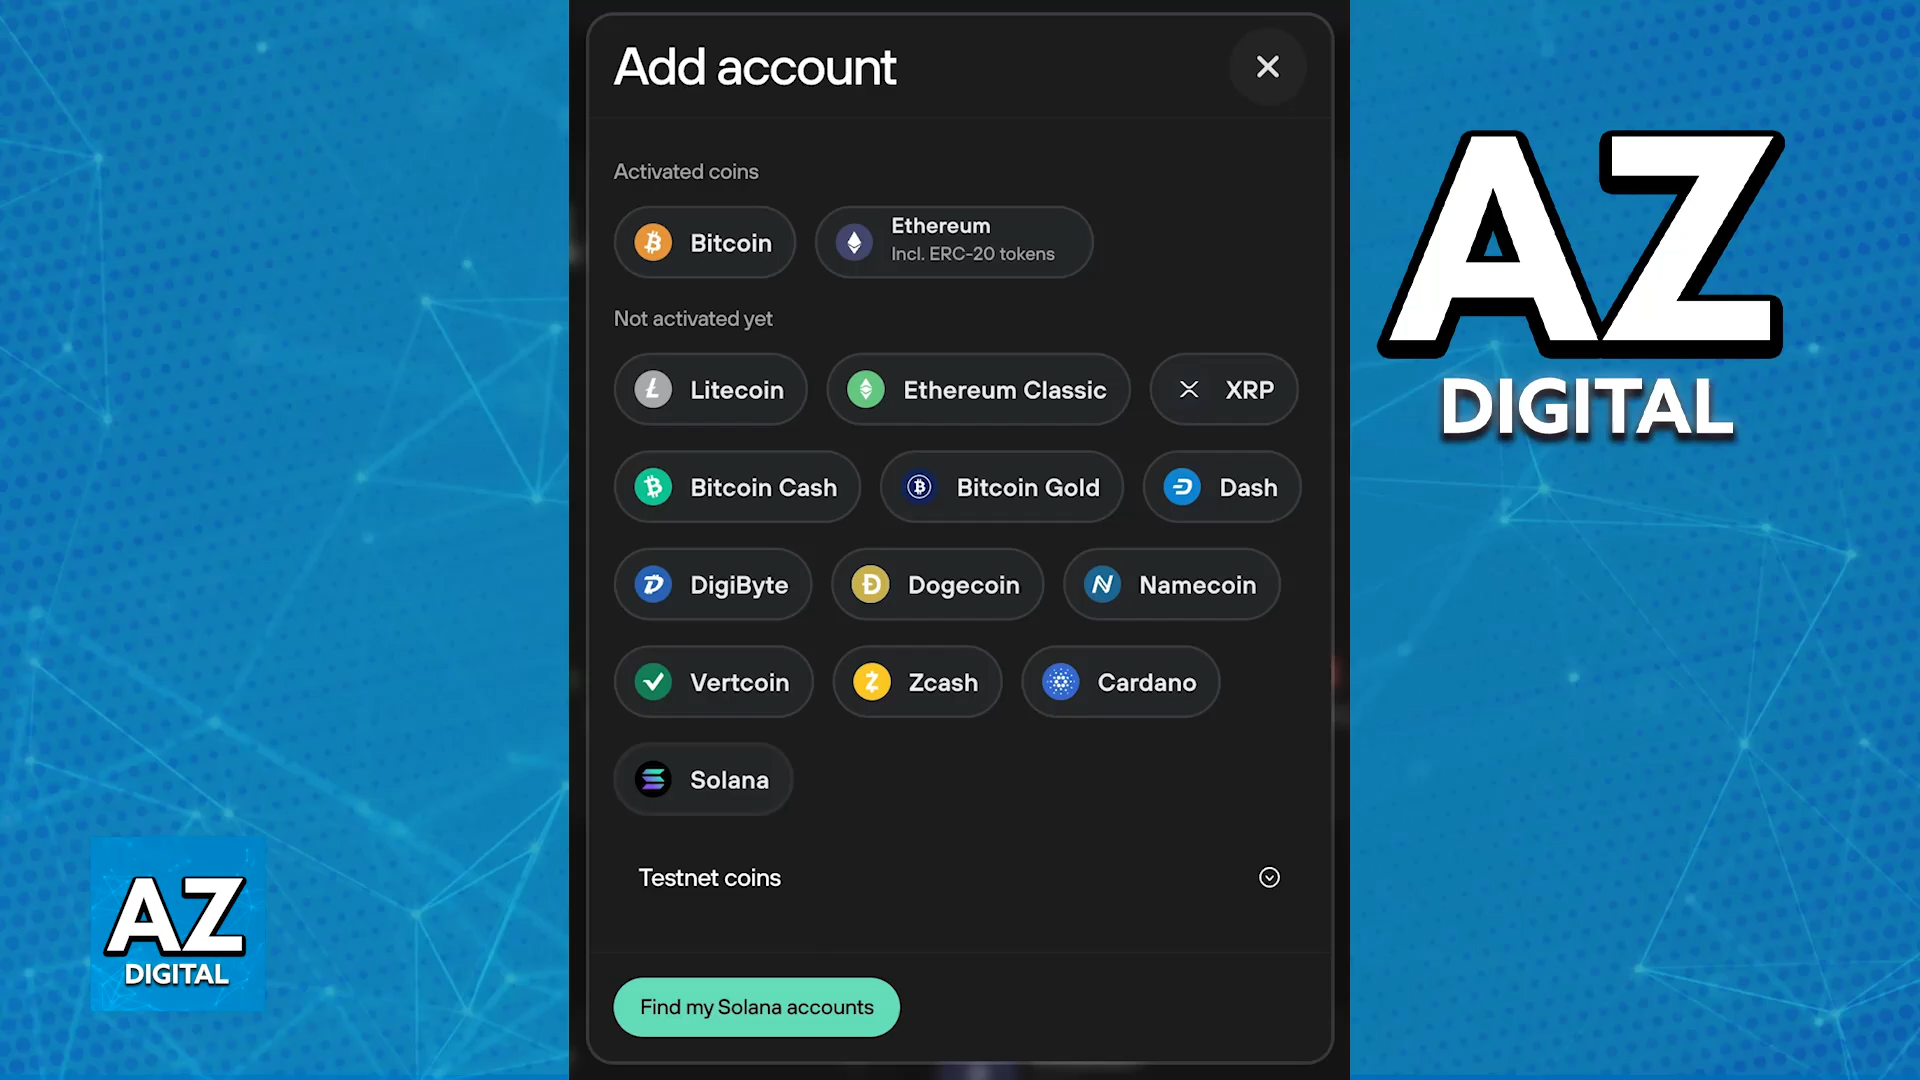 Add account
Activated coins
Bitcoin
Ethereum
Incl. ERC-20 tokens
Not activated yet
Litecoin
Ethereum Classic
XRP
Bitcoin Cash
Bitcoin Gold
Dash
DigiByte
Dogecoin
Namecoin
Vertcoin
Zcash
Cardano
Solana
Testnet coins
Find my Solana accounts
AZ
DIGITAL
AZ
DIGITAL